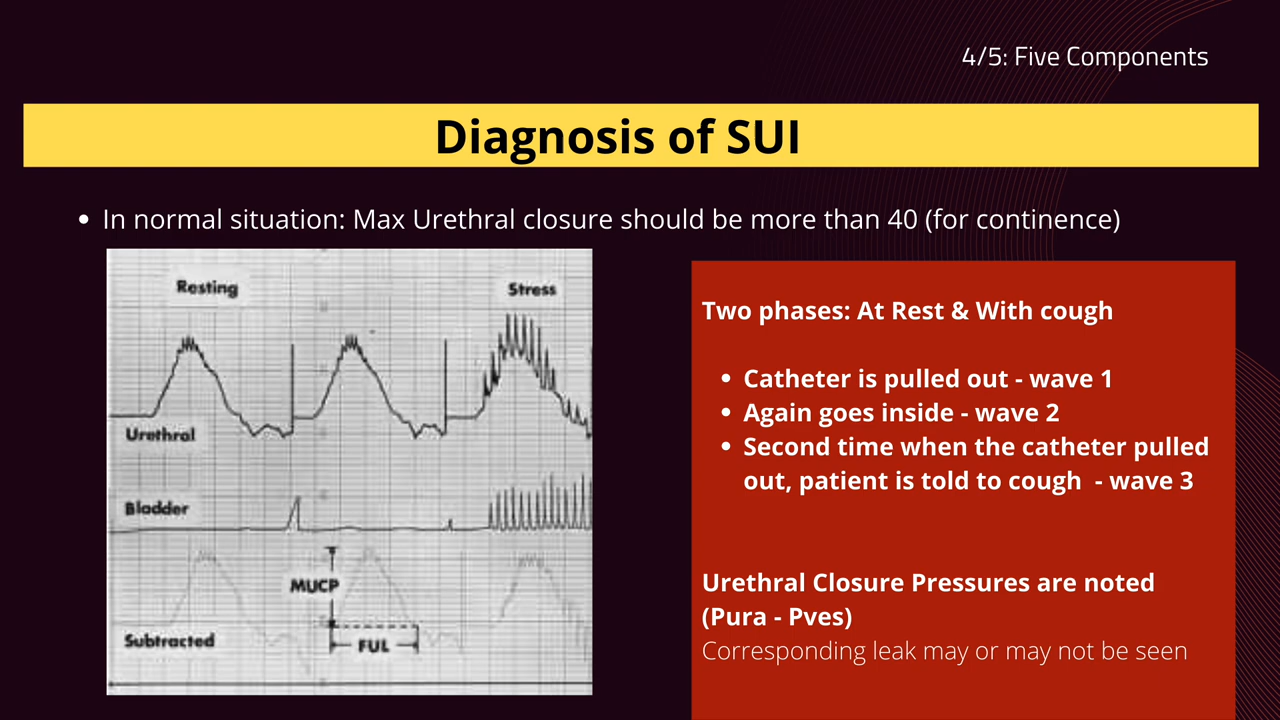 4/5: Five Components
Diagnosis of SUI
In normal situation: Max Urethral closure should be more than 40 (for continence)
Resting
Stress
Urethral
Bladder
MUCP
Subtracted
FUL
Two phases: At Rest & With cough
Catheter is pulled out - wave 1
Again goes inside - wave 2
Second time when the catheter pulled
out, patient is told to cough - wave 3
Urethral Closure Pressures are noted
(Pura - Pves)
Corresponding leak may or may not be seen